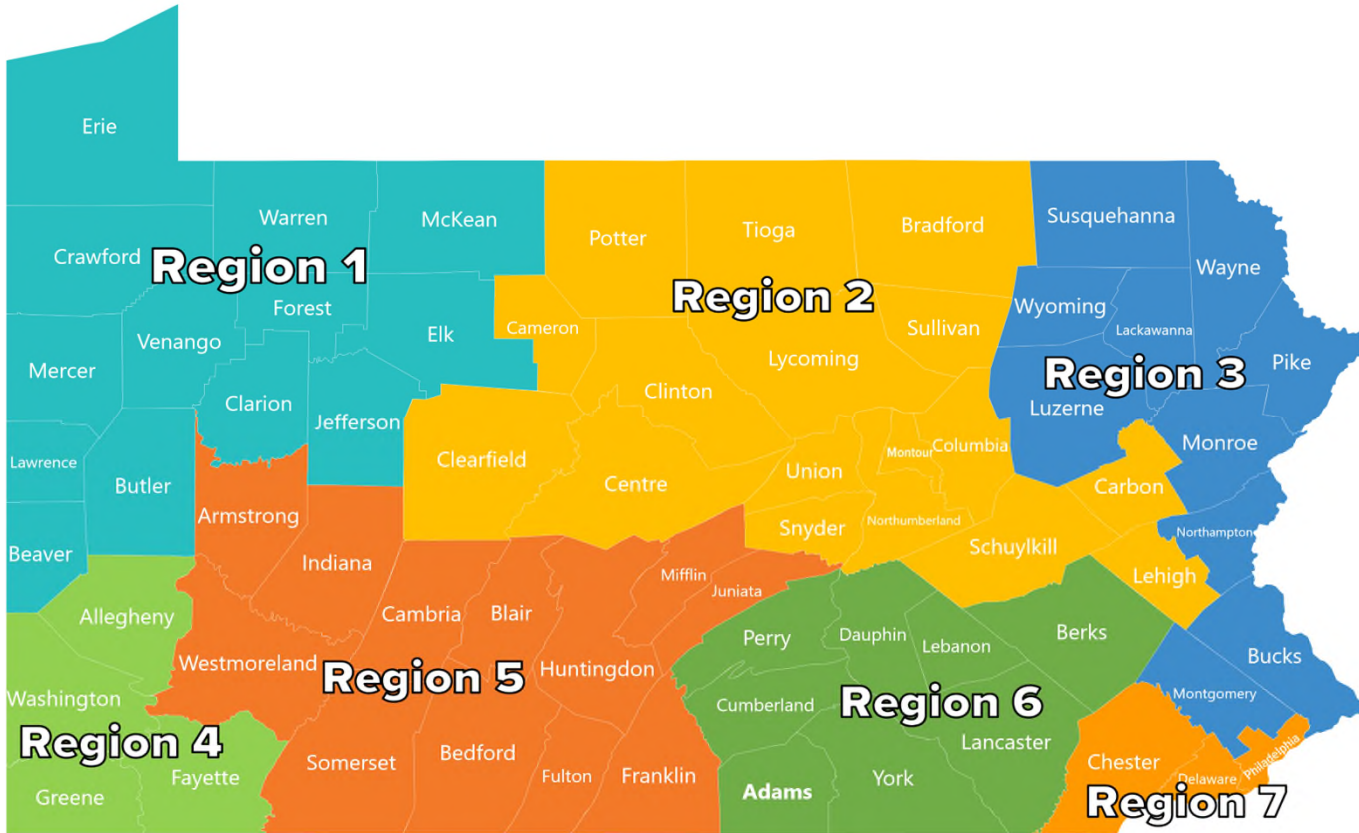 Erie
Warren
McKean
Crawford
Region 1
Forest
Venango
Elk
Mercer
Clarion
Jefferson
Lawrence
Butler
Beaver
Potter
Tioga
Bradford
Region 2
Cameron
Sullivan
Lycoming
Clinton
Clearfield
Centre
Union
Montour
Columbia
Snyder
Northumberland
Schuylkill
Carbon
Lehigh
Susquehanna
Wayne
Wyoming
Lackawanna
Pike
Region 3
Luzerne
Monroe
Northampton
Bucks
Montgomery
Allegheny
Washington
Region 4
Fayette
Greene
Armstrong
Indiana
Mifflin
Juniata
Cambria
Blair
Westmoreland
Huntingdon
Region 5
Somerset
Bedford
Fulton
Franklin
Perry
Dauphin
Lebanon
Berks
Cumberland
Region 6
Lancaster
Adams
York
Chester
Delaware
Philadelphia
Region 7